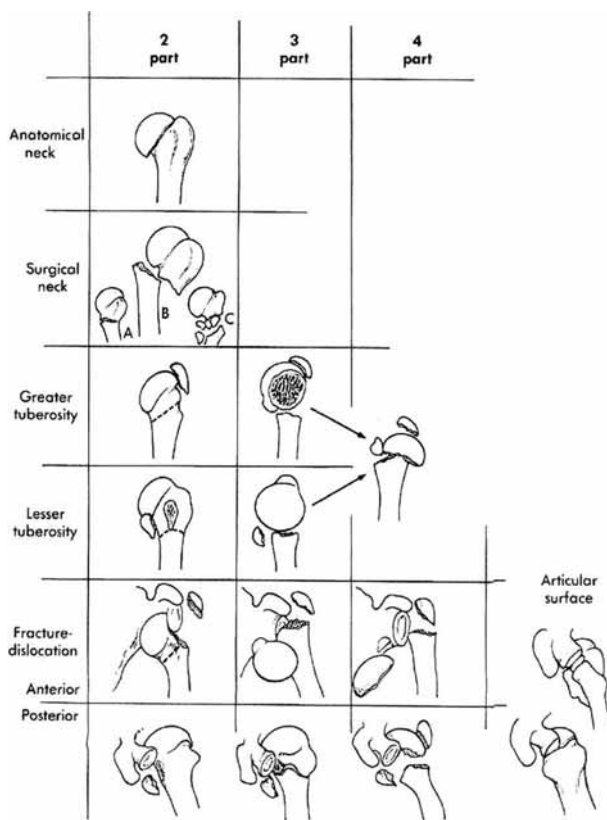 2
part
3
part
4
part
Anatomical
neck
Surgical
neck
A
B
C
Greater
tuberosity
Lesser
tuberosity
Articular
surface
Fracture-
dislocation
Anterior
Posterior